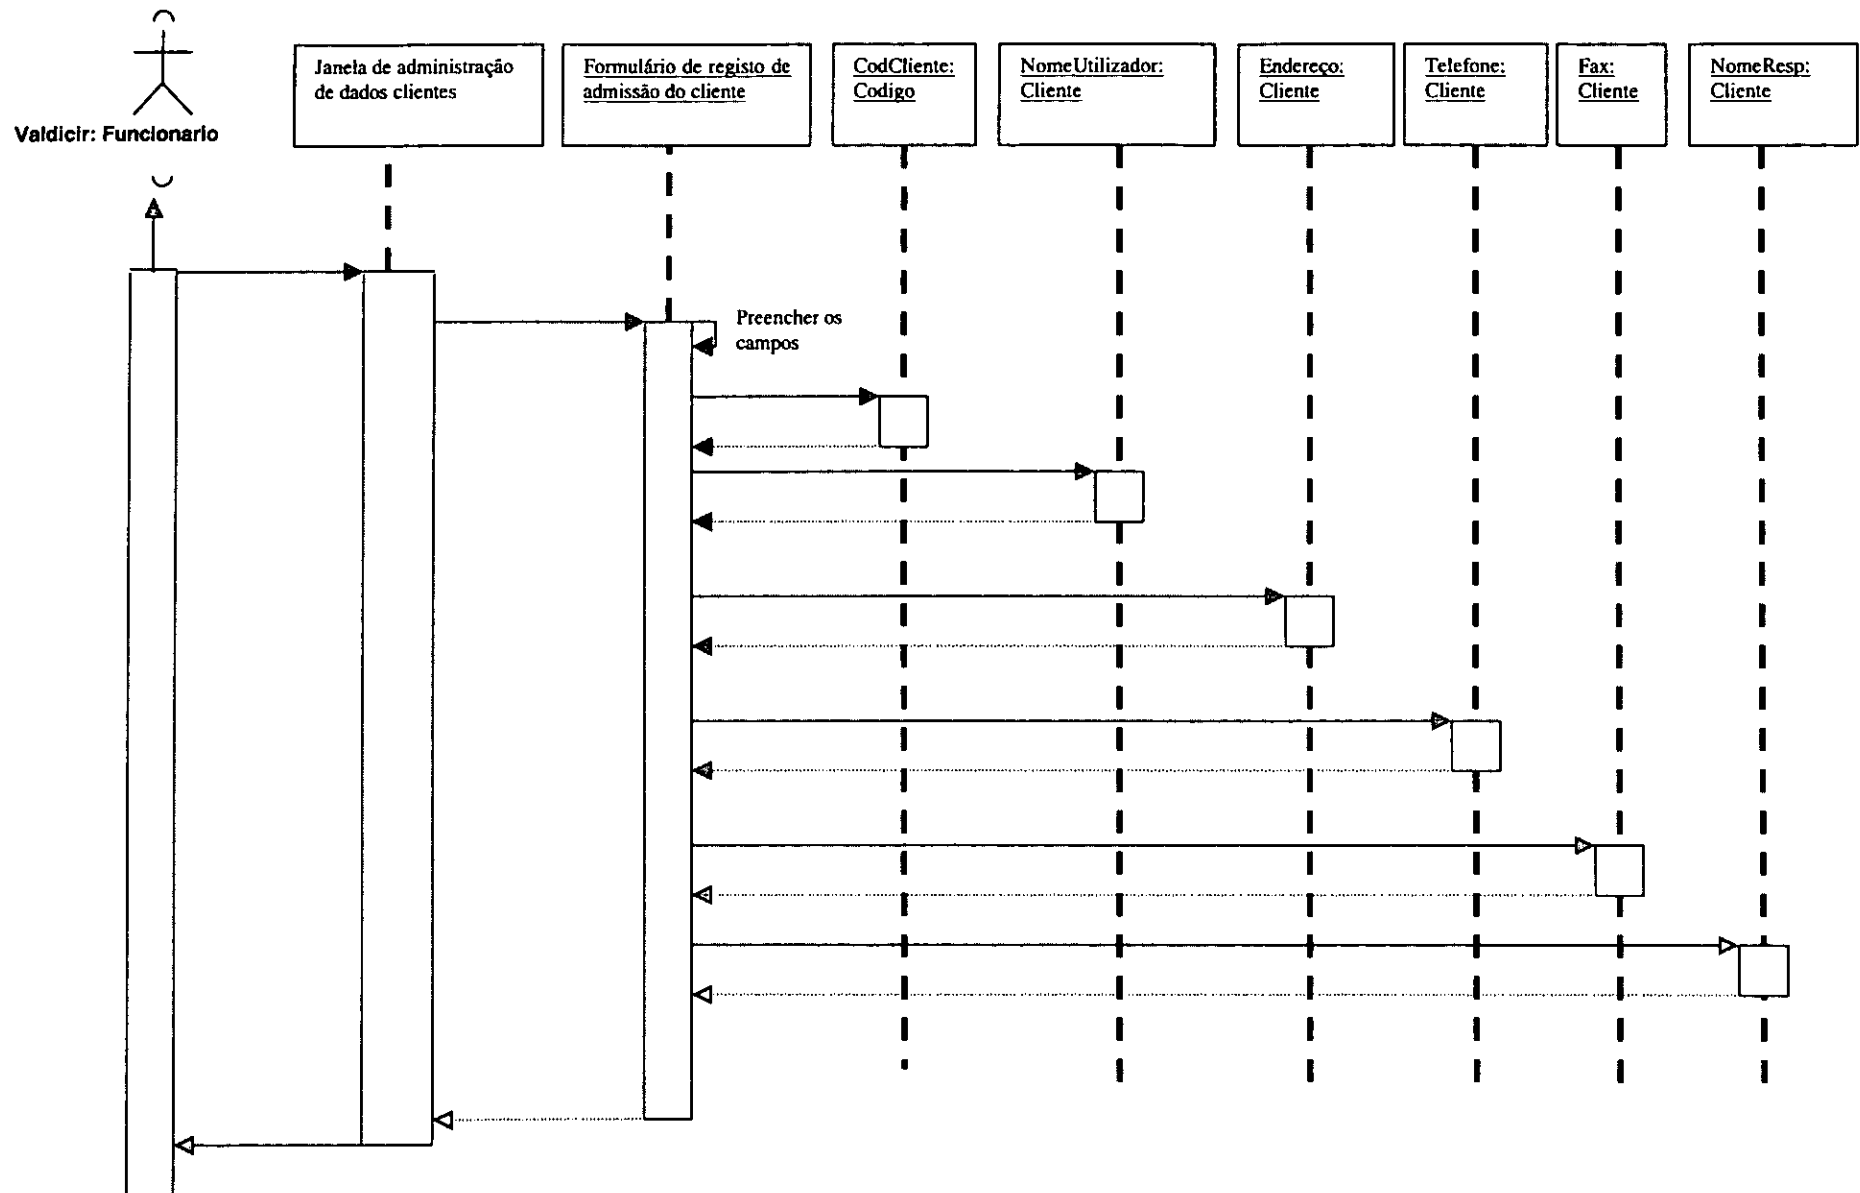 Valdicir: Funcionario
Janela de administração
de dados clientes
Formulário de registo de
admissão do cliente
CodCliente:
Codigo
NomeUtilizador:
Cliente
Endereço:
Cliente
Telefone:
Cliente
Fax:
Cliente
NomeResp:
Cliente
Preencher os
campos